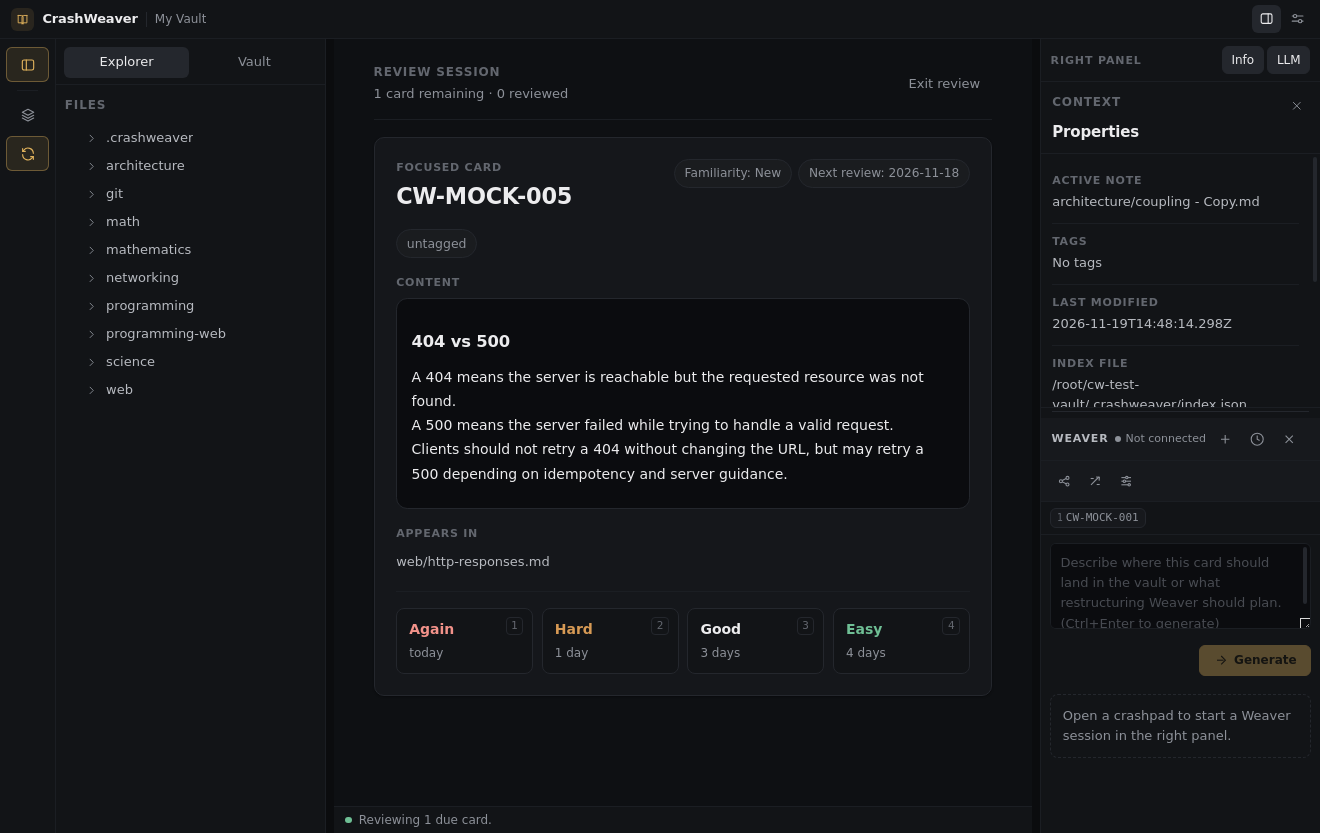 CrashWeaver
My Vault
Explorer
Vault
FILES
.crashweaver
architecture
git
math
mathematics
networking
programming
programming-web
science
web
REVIEW SESSION
1 card remaining · 0 reviewed
Exit review
FOCUSED CARD
CW-MOCK-005
Familiarity: New
Next review: 2026-11-18
untagged
CONTENT
404 vs 500
A 404 means the server is reachable but the requested resource was not
found.
A 500 means the server failed while trying to handle a valid request.
Clients should not retry a 404 without changing the URL, but may retry a
500 depending on idempotency and server guidance.
APPEARS IN
web/http-responses.md
Again 1
today
Hard 2
1 day
Good 3
3 days
Easy 4
4 days
Reviewing 1 due card.
RIGHT PANEL
Info
LLM
CONTEXT
Properties
ACTIVE NOTE
architecture/coupling - Copy.md
TAGS
No tags
LAST MODIFIED
2026-11-19T14:48:14.298Z
INDEX FILE
/root/cw-test-
vault/.crashweaver/index.json
WEAVER
Not connected
1 CW-MOCK-001
Describe where this card should
land in the vault or what
restructuring Weaver should plan.
(Ctrl+Enter to generate)
Generate
Open a crashpad to start a Weaver
session in the right panel.